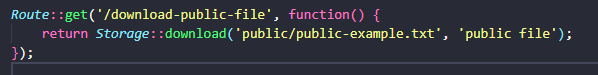 Route::get('/download-public-file', function() {
    return Storage::download('public/public-example.txt', 'public file');
});